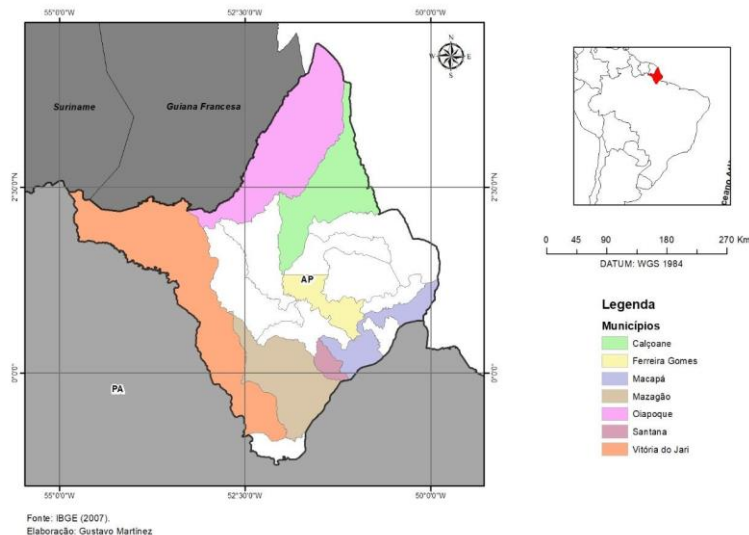 55°0'0"W 52°30'0"W 50°0'0"W
N
W E
S
Suriname Guiana Francesa
2°30'0"N 2°30'0"N
AP
0°0'0" 0°0'0"
PA
55°0'0"W 52°30'0"W 50°0'0"W
Fonte: IBGE (2007).
Elaboração: Gustavo Martínez
0 45 90 180 270 Km
DATUM: WGS 1984
Legenda
Municípios
Calçoane
Ferreira Gomes
Macapá
Mazagão
Oiapoque
Santana
Vitória do Jari